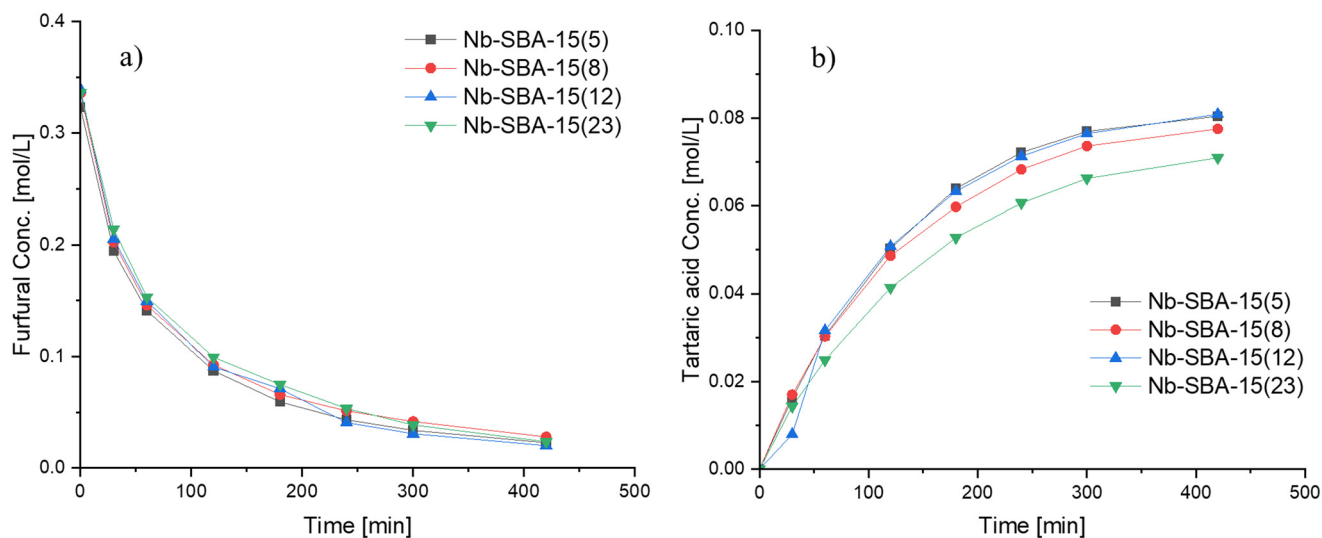 a)
Nb-SBA-15(5)
Nb-SBA-15(8)
Nb-SBA-15(12)
Nb-SBA-15(23)
Furfural Conc. [mol/L]
0.4
0.3
0.2
0.1
0.0
0
100
200
300
400
500
Time [min]
b)
Nb-SBA-15(5)
Nb-SBA-15(8)
Nb-SBA-15(12)
Nb-SBA-15(23)
Tartaric acid Conc. [mol/L]
0.10
0.08
0.06
0.04
0.02
0.00
0
100
200
300
400
500
Time [min]